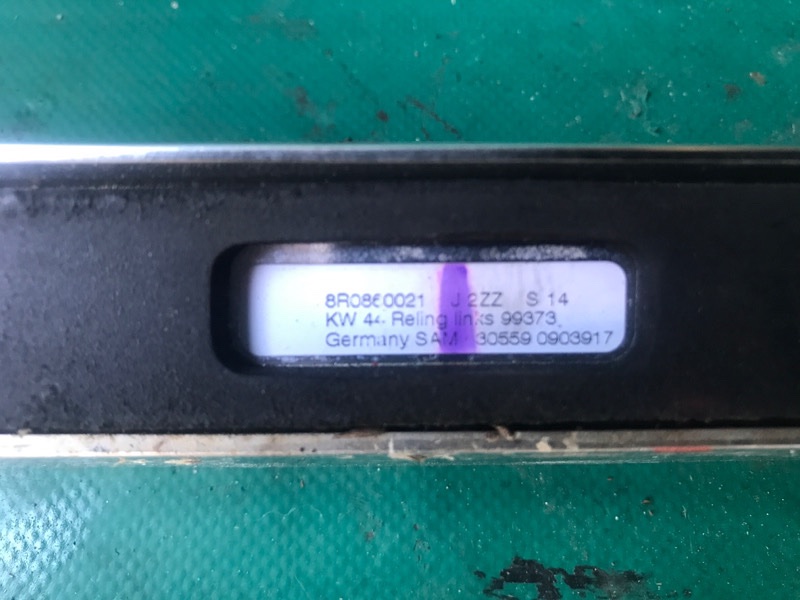 8R0860021 J 2ZZ S 14
KW 44 Reling links 99373
Germany SAM 30559 0903917